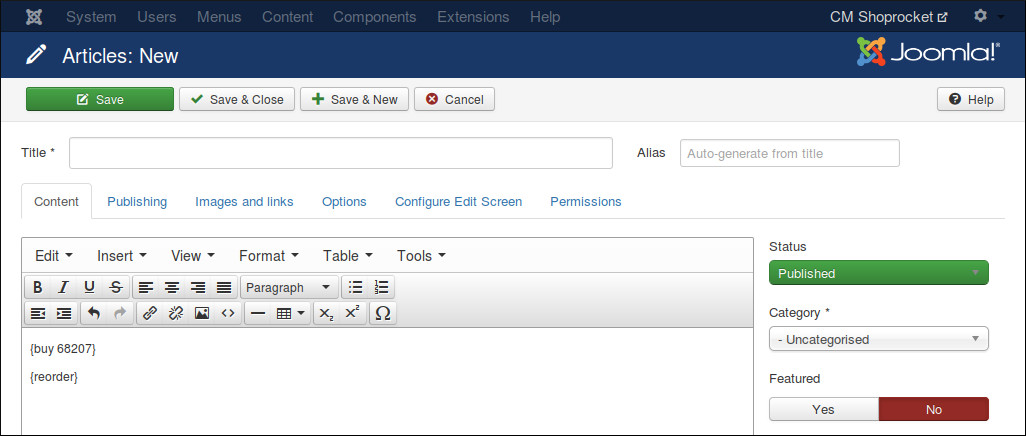 System Users Menus Content Components Extensions Help CM Shoprocket
Articles: New Joomla!®
Save Save & Close Save & New Cancel Help
Title * Alias Auto-generate from title
Content Publishing Images and links Options Configure Edit Screen Permissions
Edit Insert View Format Table Tools
Status
B I U S Paragraph
Published
Category *
- Uncategorised
{buy 68207}
{reorder}
Featured
Yes No